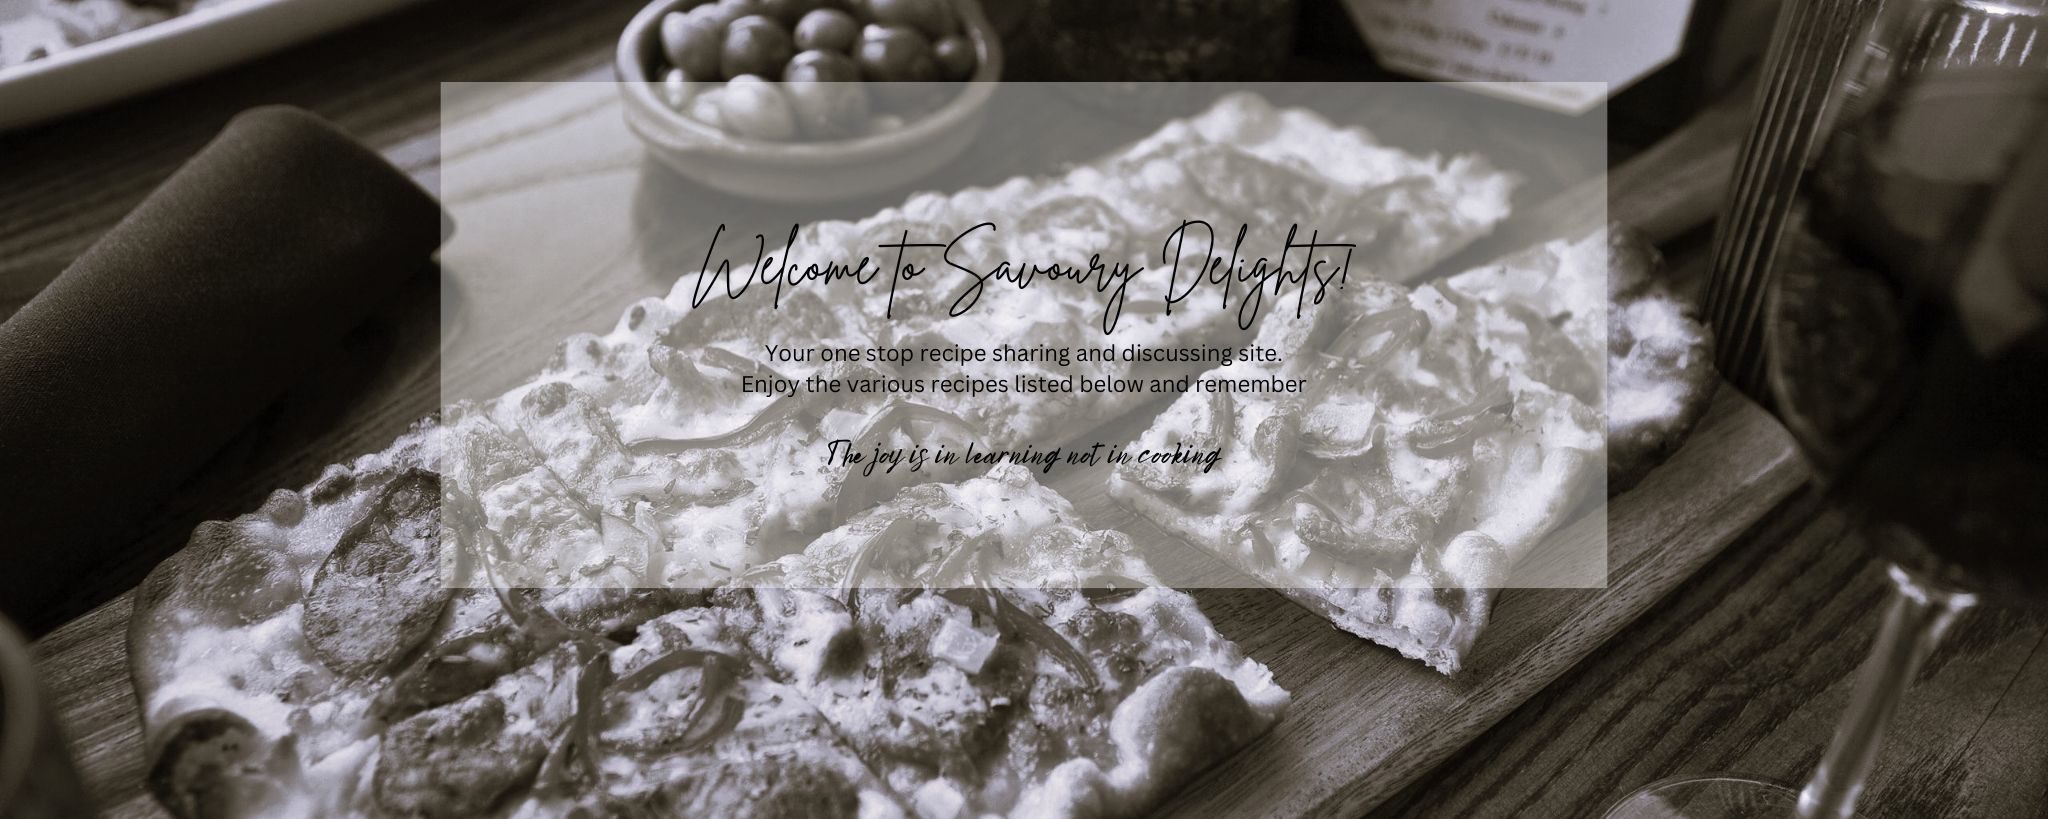 Welcome to Savoury Delights!
Your one stop recipe sharing and discussing site.
Enjoy the various recipes listed below and remember
The joy is in learning not in cooking